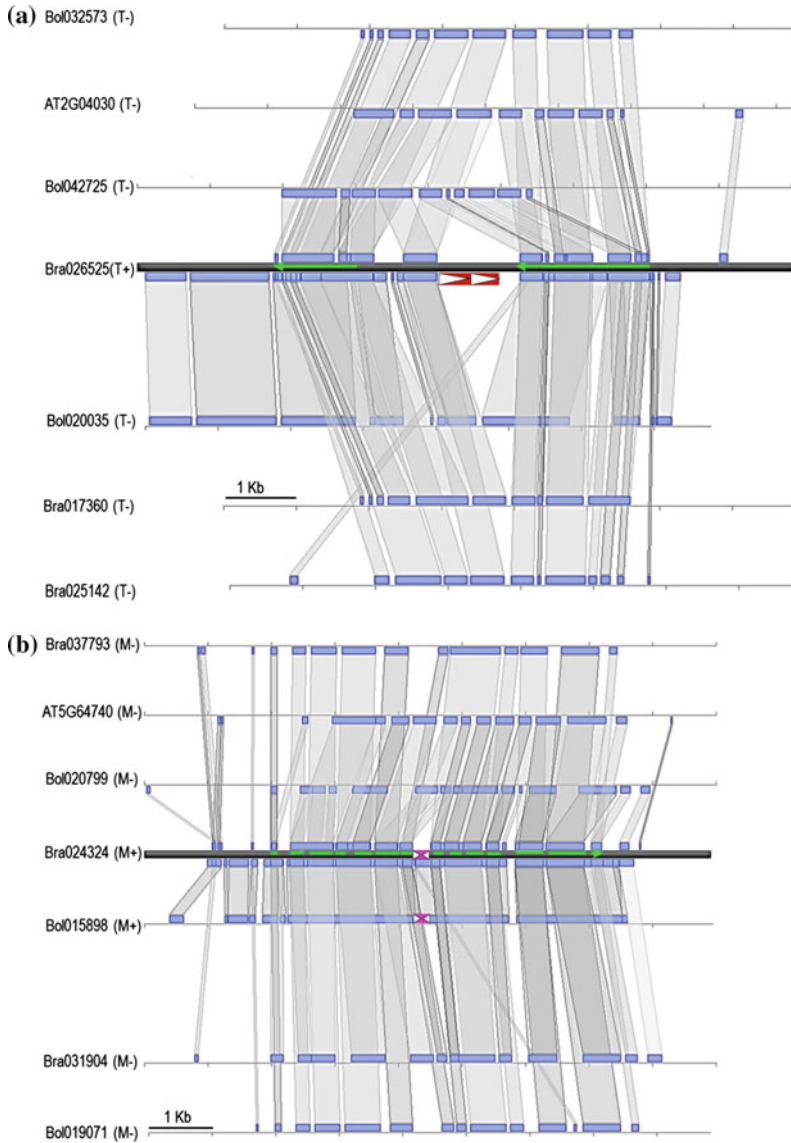 (a)
Bol032573 (T-)
AT2G04030 (T-)
Bol042725 (T-)
Bra026525(T+)
Bol020035 (T-)
1 Kb
Bra017360 (T-)
Bra025142 (T-)
(b)
Bra037793 (M-)
AT5G64740 (M-)
Bol020799 (M-)
Bra024324 (M+)
Bol015898 (M+)
Bra031904 (M-)
1 Kb
Bol019071 (M-)